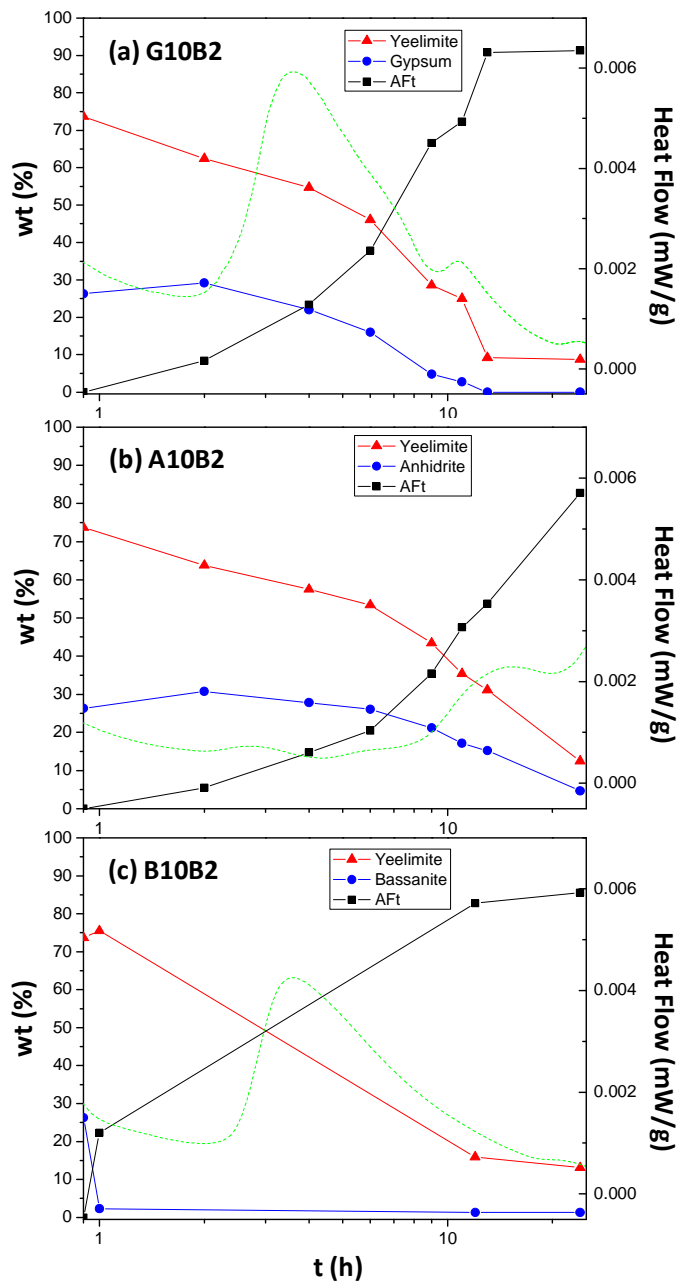 (a) G10B2
Yeelimite
Gypsum
AFt
100
90
80
70
60
50
40
30
20
10
0
wt (%)
0.006
0.004
0.002
0.000
Heat Flow (mW/g)
1
10
(b) A10B2
Yeelimite
Anhidrite
AFt
100
90
80
70
60
50
40
30
20
10
0
wt (%)
0.006
0.004
0.002
0.000
Heat Flow (mW/g)
1
10
(c) B10B2
Yeelimite
Bassanite
AFt
100
90
80
70
60
50
40
30
20
10
0
wt (%)
0.006
0.004
0.002
0.000
Heat Flow (mW/g)
1
10
t (h)